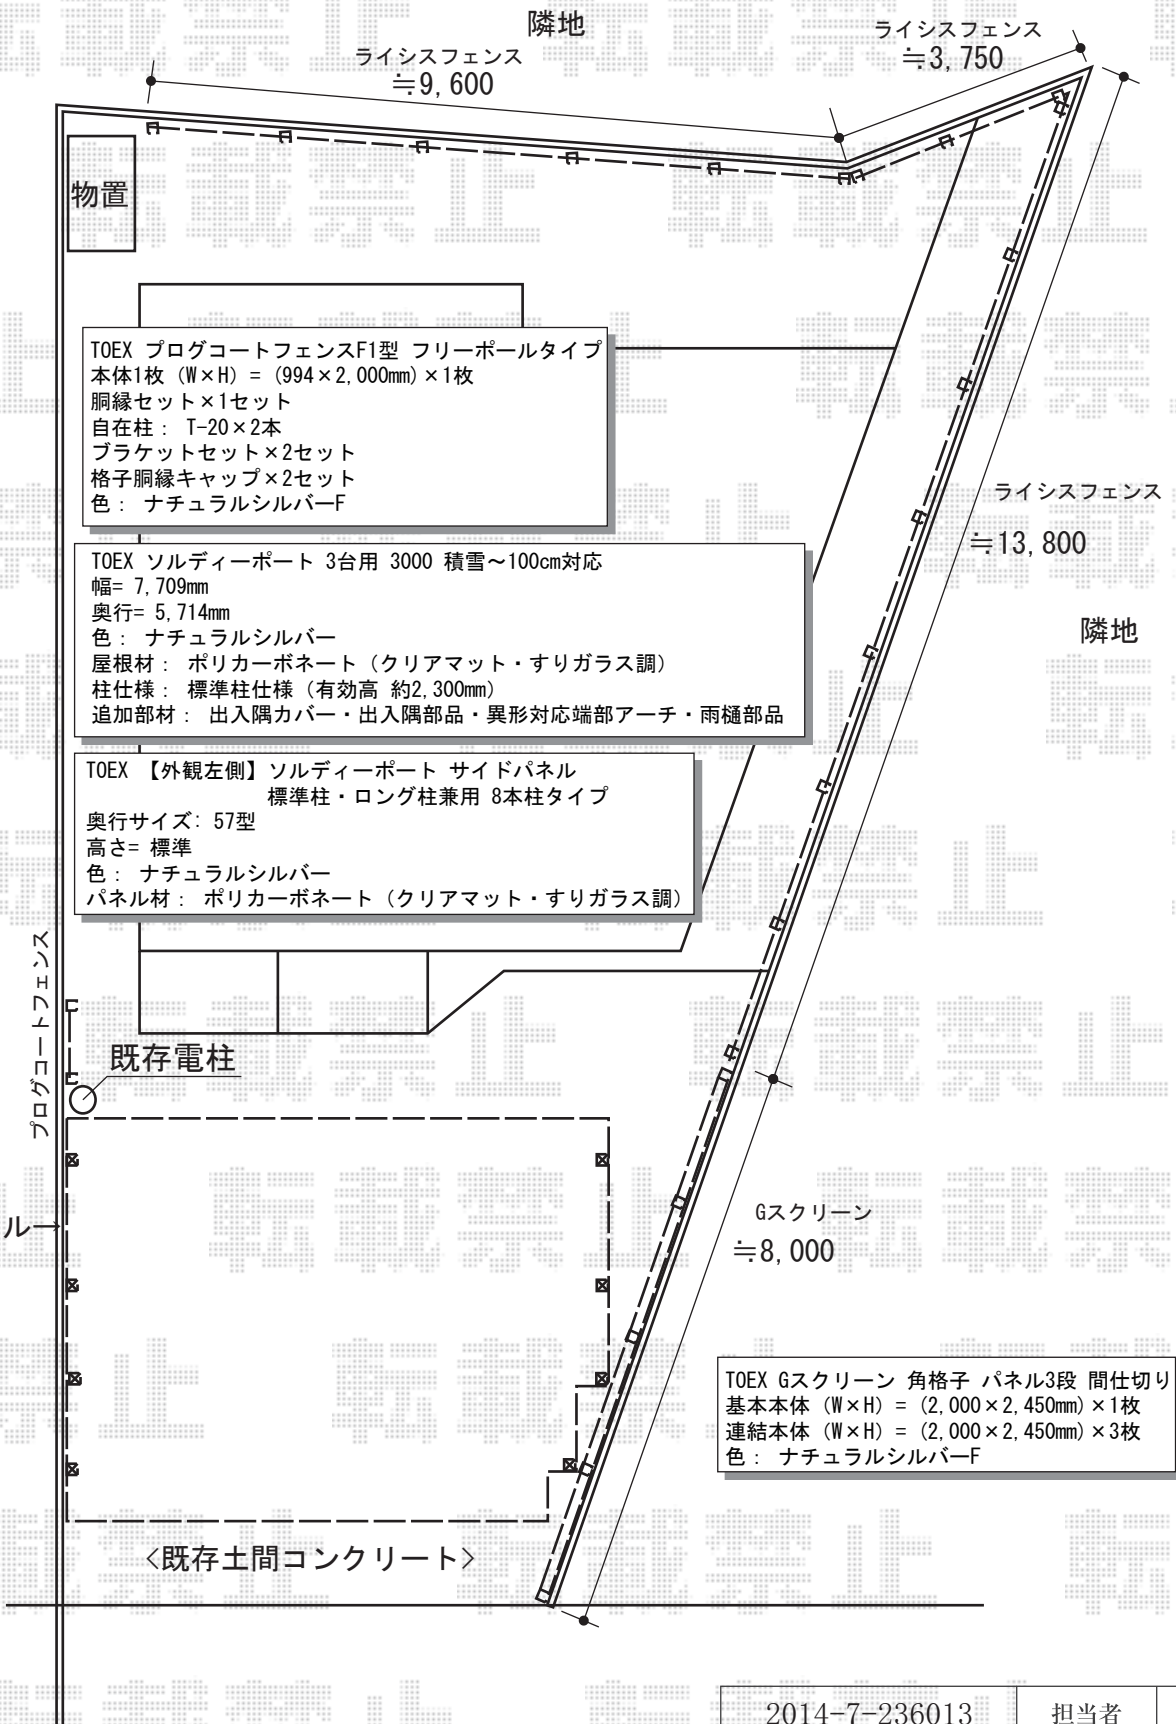 隣地
ライシスフェンス
≒9,600
ライシスフェンス
≒3,750
物置
TOEX プログコートフェンスF1型 フリーポールタイプ
本体1枚（W×H）＝（994×2,000mm）×1枚
胴縁セット×1セット
自在柱： T-20×2本
ブラケットセット×2セット
格子胴縁キャップ×2セット
色： ナチュラルシルバーF
ライシスフェンス
≒13,800
隣地
TOEX ソルディーポート 3台用 3000 積雪～100cm対応
幅= 7,709mm
奥行= 5,714mm
色： ナチュラルシルバー
屋根材： ポリカーボネート（クリアマット・すりガラス調）
柱仕様： 標準柱仕様（有効高 約2,300mm）
追加部材： 出入隅カバー・出入隅部品・異形対応端部アーチ・雨樋部品
TOEX 【外観左側】ソルディーポート サイドパネル
標準柱・ロング柱兼用 8本柱タイプ
奥行サイズ: 57型
高さ= 標準
色： ナチュラルシルバー
パネル材： ポリカーボネート（クリアマット・すりガラス調）
プログコートフェンス
既存電柱
ル→
Gスクリーン
≒8,000
TOEX Gスクリーン 角格子 パネル3段 間仕切り
基本本体（W×H）＝（2,000×2,450mm）×1枚
連結本体（W×H）＝（2,000×2,450mm）×3枚
色： ナチュラルシルバーF
<既存土間コンクリート>
2014-7-236013
担当者
転載禁止